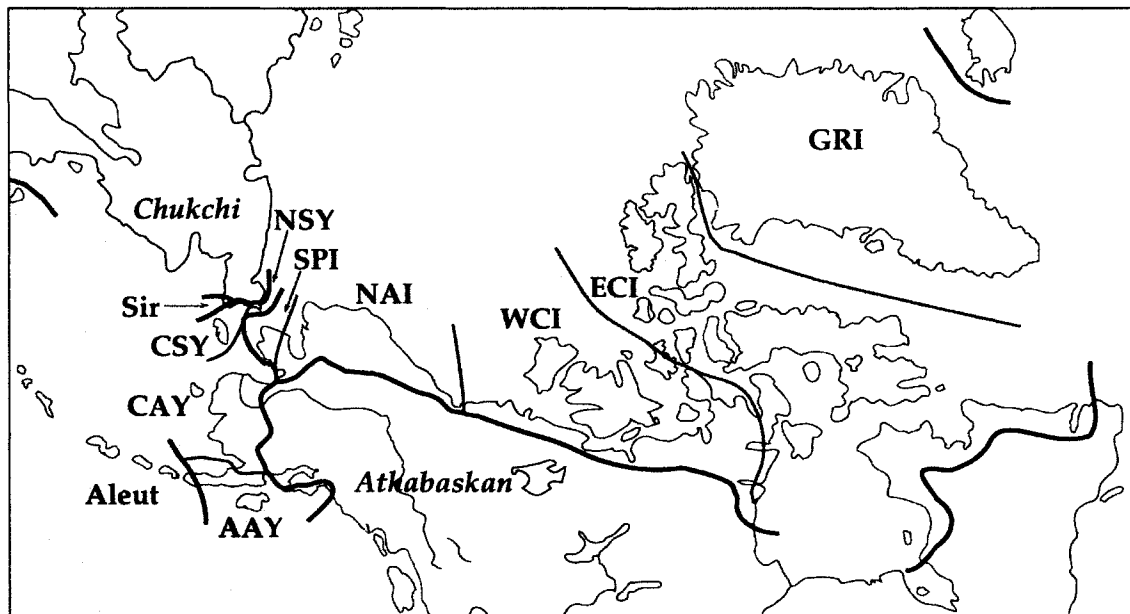 GRI
Chukchi
NSY
SPI
NAI
ECI
Sir
WCI
CSY
CAY
Athabaskan
Aleut
AAY